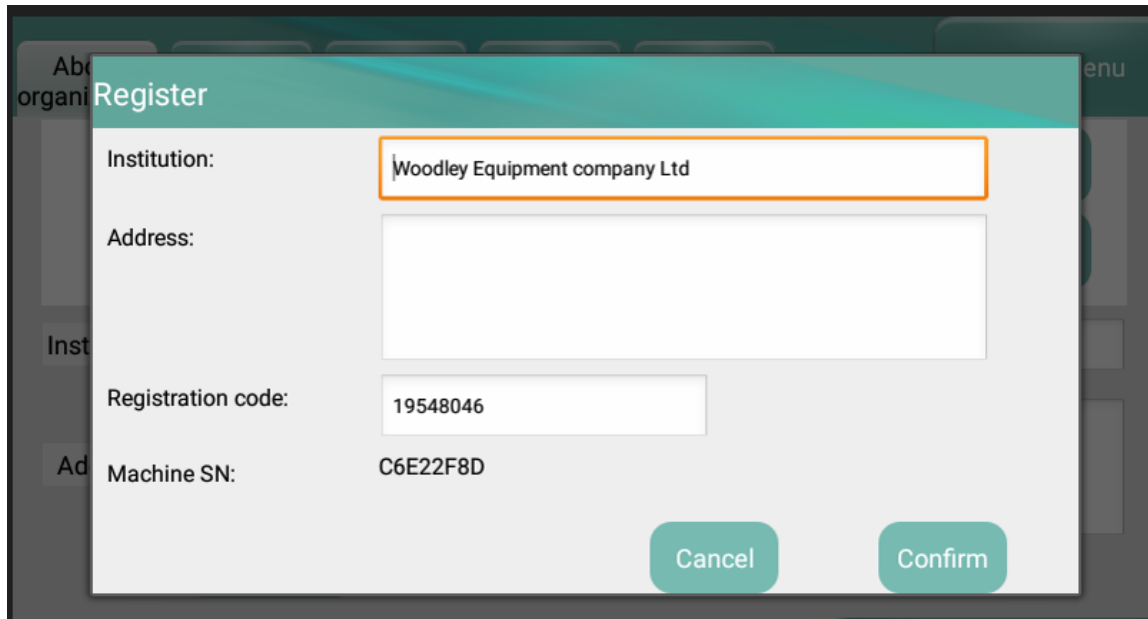 Register
Institution:
Woodley Equipment company Ltd
Address:
Registration code:
19548046
Machine SN:
C6E22F8D
Cancel
Confirm